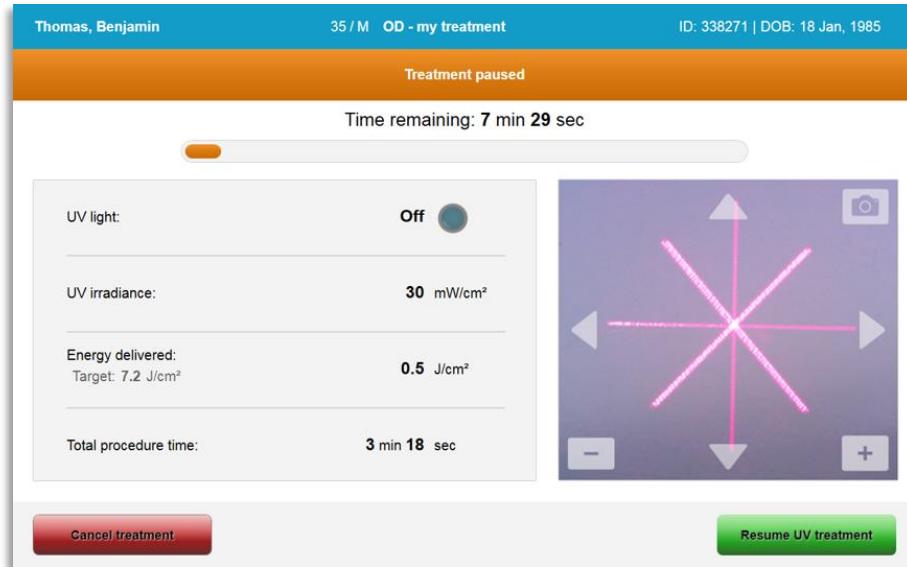 Thomas, Benjamin 35 / M OD - my treatment ID: 338271 | DOB: 18 Jan, 1985
Treatment paused
Time remaining: 7 min 29 sec
UV light: Off
UV irradiance: 30 mW/cm²
Energy delivered: 0.5 J/cm²
Target: 7.2 J/cm²
Total procedure time: 3 min 18 sec
Cancel treatment Resume UV treatment